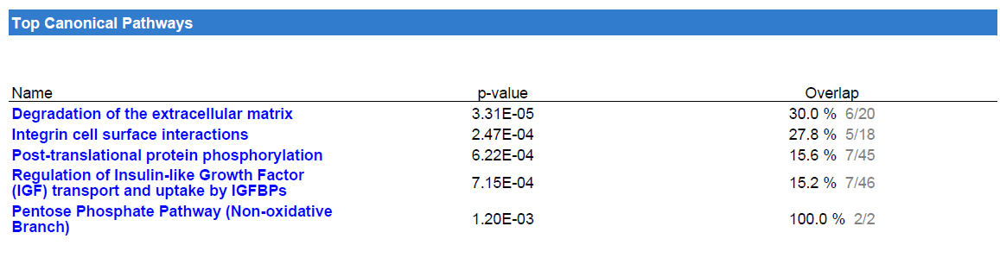 Top Canonical Pathways
Name p-value Overlap
Degradation of the extracellular matrix 3.31E-05 30.0 % 6/20
Integrin cell surface interactions 2.47E-04 27.8 % 5/18
Post-translational protein phosphorylation 6.22E-04 15.6 % 7/45
Regulation of Insulin-like Growth Factor
(IGF) transport and uptake by IGFBPs 7.15E-04 15.2 % 7/46
Pentose Phosphate Pathway (Non-oxidative
Branch) 1.20E-03 100.0 % 2/2